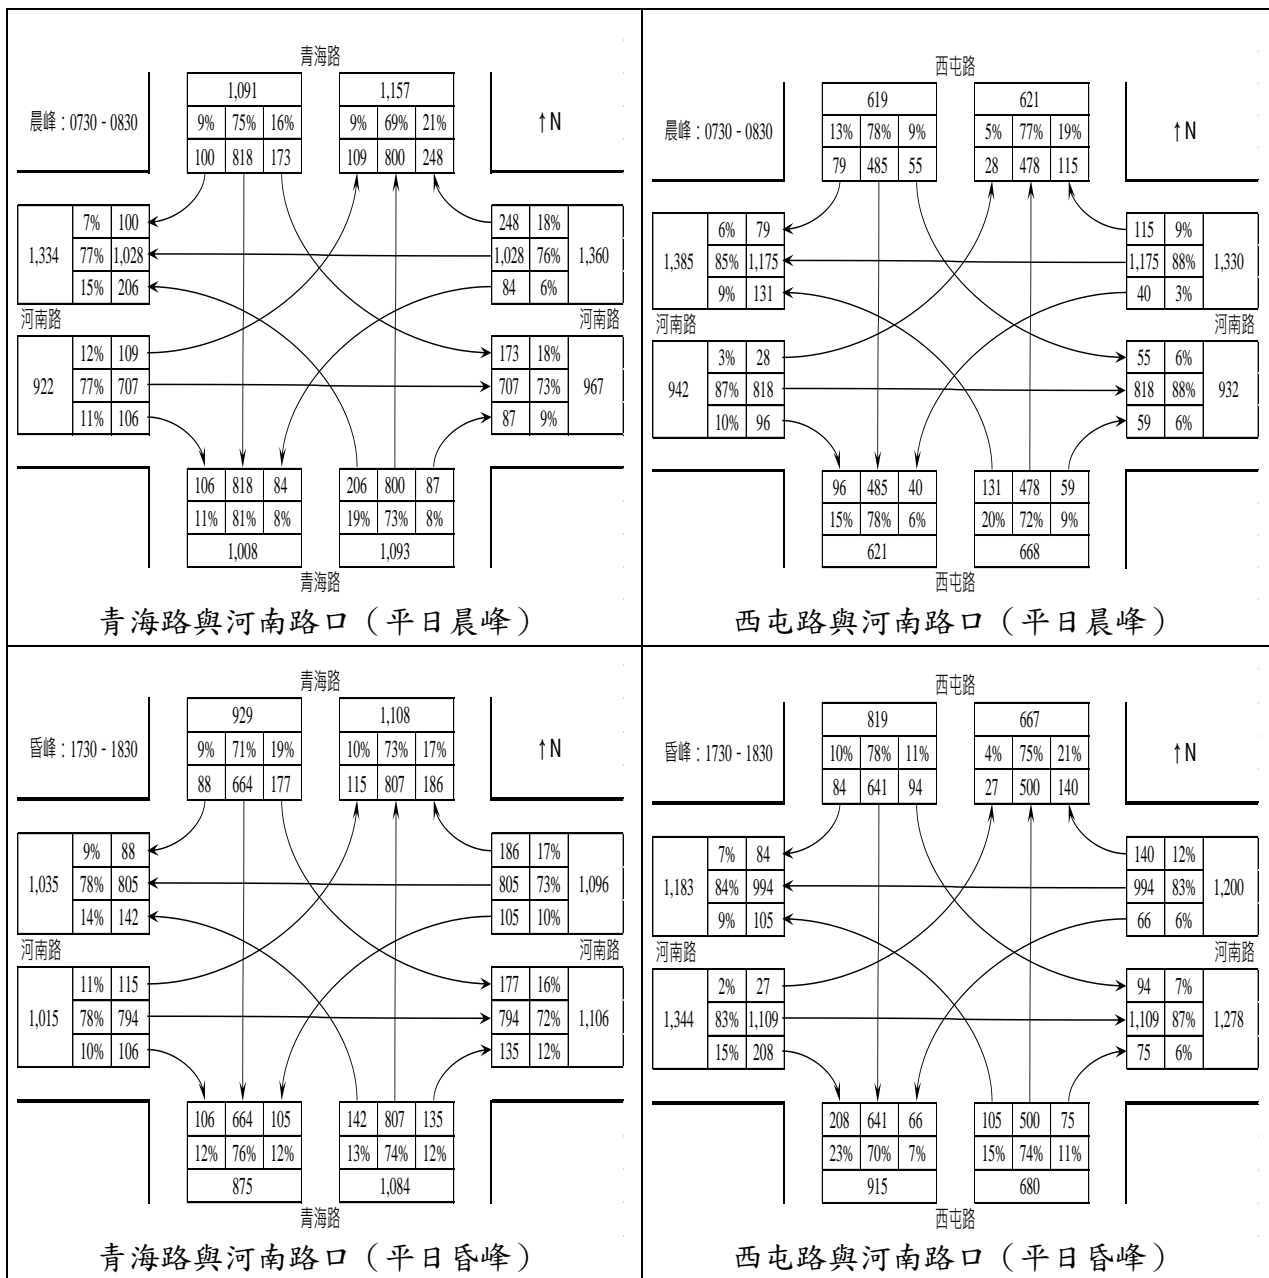 青海路
1,091 1,157
晨峰：0730 - 0830 9% 75% 16% 9% 69% 21% ↑N
100 818 173 109 800 248
7% 100 248 18%
1,334 77% 1,028 1,028 76% 1,360
15% 206 84 6%
河南路 河南路
12% 109 173 18%
922 77% 707 707 73% 967
11% 106 87 9%
106 818 84 206 800 87
11% 81% 8% 19% 73% 8%
1,008 1,093
青海路
青海路與河南路口（平日晨峰）
西屯路
619 621
晨峰：0730 - 0830 13% 78% 9% 5% 77% 19% ↑N
79 485 55 28 478 115
6% 79 115 9%
1,385 85% 1,175 1,175 88% 1,330
9% 131 40 3%
河南路 河南路
3% 28 55 6%
942 87% 818 818 88% 932
10% 96 59 6%
96 485 40 131 478 59
15% 78% 6% 20% 72% 9%
621 668
西屯路
西屯路與河南路口（平日晨峰）
青海路
929 1,108
昏峰：1730 - 1830 9% 71% 19% 10% 73% 17% ↑N
88 664 177 115 807 186
9% 88 186 17%
1,035 78% 805 805 73% 1,096
14% 142 105 10%
河南路 河南路
11% 115 177 16%
1,015 78% 794 794 72% 1,106
10% 106 135 12%
106 664 105 142 807 135
12% 76% 12% 13% 74% 12%
875 1,084
青海路
青海路與河南路口（平日昏峰）
西屯路
819 667
昏峰：1730 - 1830 10% 78% 11% 4% 75% 21% ↑N
84 641 94 27 500 140
7% 84 140 12%
1,183 84% 994 994 83% 1,200
9% 105 66 6%
河南路 河南路
2% 27 94 7%
1,344 83% 1,109 1,109 87% 1,278
15% 208 75 6%
208 641 66 105 500 75
23% 70% 7% 15% 74% 11%
915 680
西屯路
西屯路與河南路口（平日昏峰）